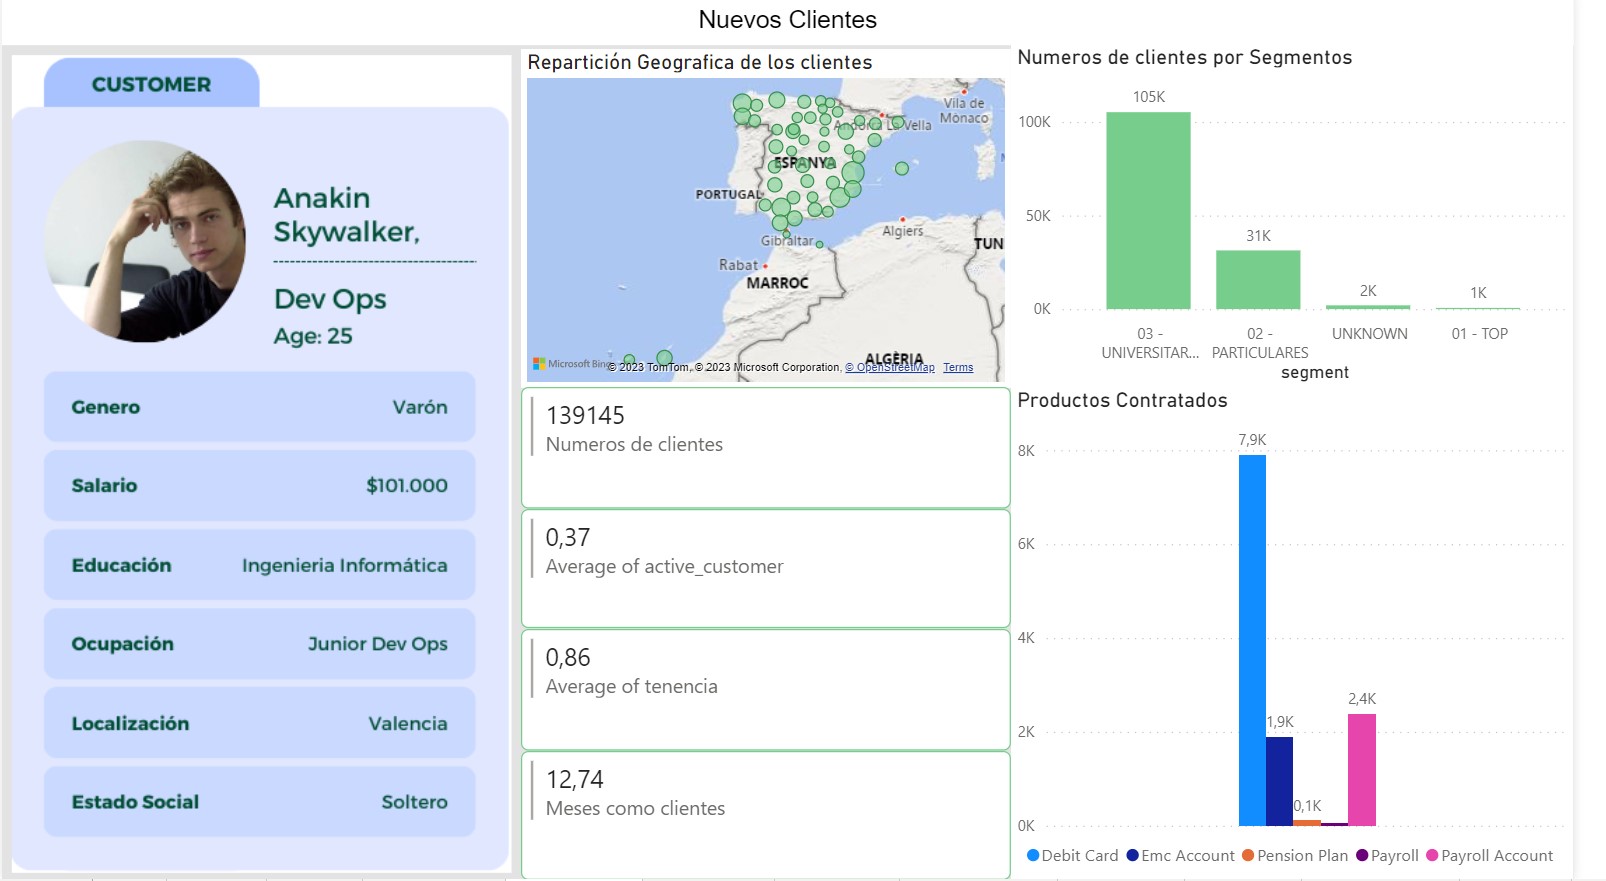 Nuevos Clientes
CUSTOMER
Anakin
Skywalker,
Dev Ops
Age: 25
Genero Varón
Salario $101.000
Educación Ingenieria Informática
Ocupación Junior Dev Ops
Localización Valencia
Estado Social Soltero
Repartición Geografica de los clientes
Vila de
Mònaco
Andorra La Vella
ESPANYA
PORTUGAL
Gibraltar
Algiers
TUN
Rabat
MARROC
ALGÈRIA
Microsoft Bing
© 2023 TomTom, © 2023 Microsoft Corporation, © OpenStreetMap Terms
139145
Numeros de clientes
0,37
Average of active_customer
0,86
Average of tenencia
12,74
Meses como clientes
Numeros de clientes por Segmentos
105K
100K
50K
31K
2K
1K
0K
03 -
UNIVERSITAR...
02 -
PARTICULARES
UNKNOWN
01 - TOP
segment
Productos Contratados
7,9K
8K
6K
4K
2,4K
1,9K
2K
0,1K
0K
Debit Card Emc Account Pension Plan Payroll Payroll Account